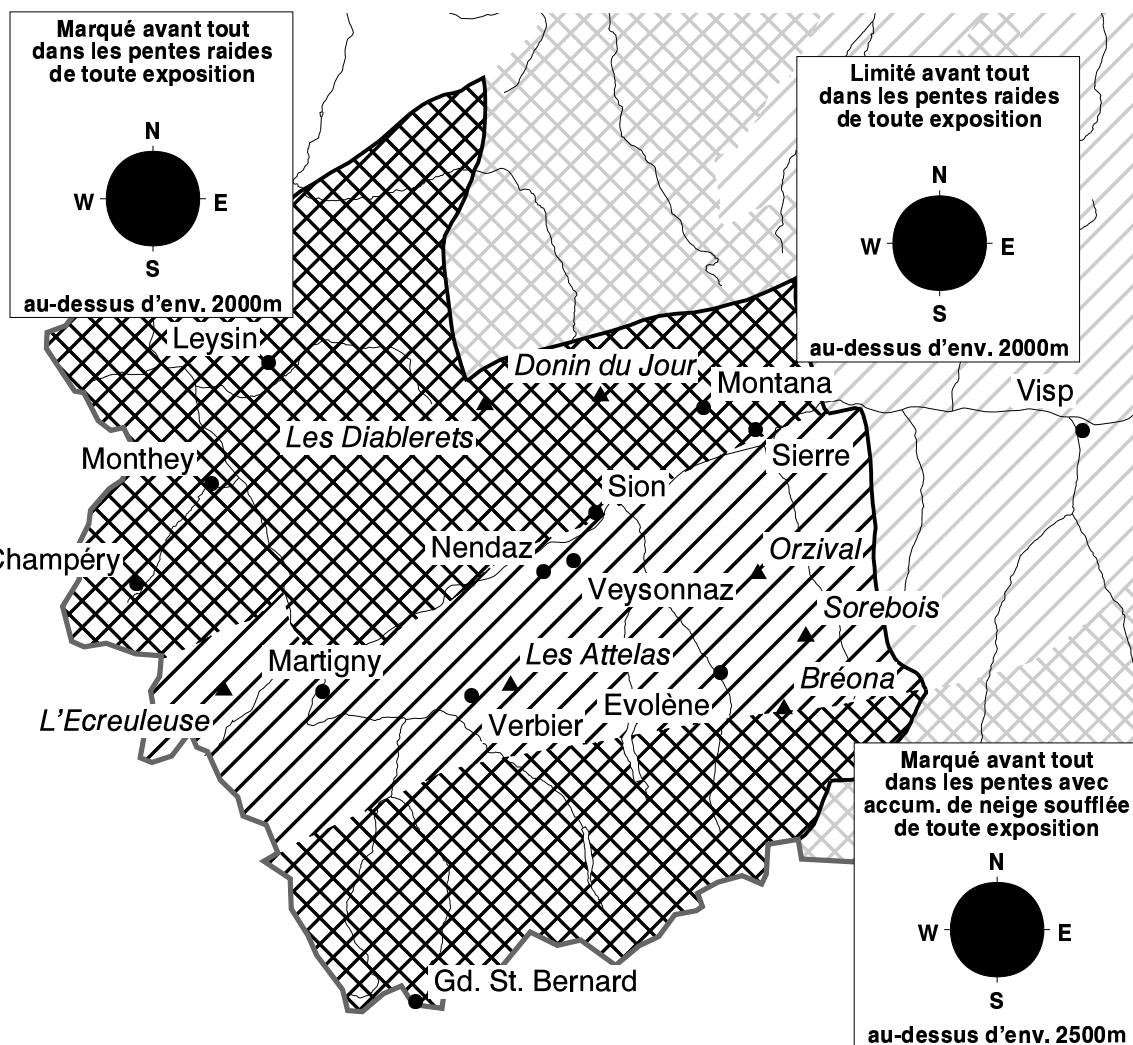 Marqué avant tout
dans les pentes raides
de toute exposition
N
W
E
S
au-dessus d'env. 2000m
Limité avant tout
dans les pentes raides
de toute exposition
N
W
E
S
au-dessus d'env. 2000m
Leysin
Donin du Jour
Montana
Visp
Les Diablerets
Monthey
Sierre
Sion
Champéry
Nendaz
Orzival
Veysonnaz
Sorebois
Martigny
Les Attelas
Bréona
L'Ecreuleuse
Evolène
Verbier
Marqué avant tout
dans les pentes avec
accum. de neige soufflée
de toute exposition
N
W
E
S
au-dessus d'env. 2500m
Gd. St. Bernard